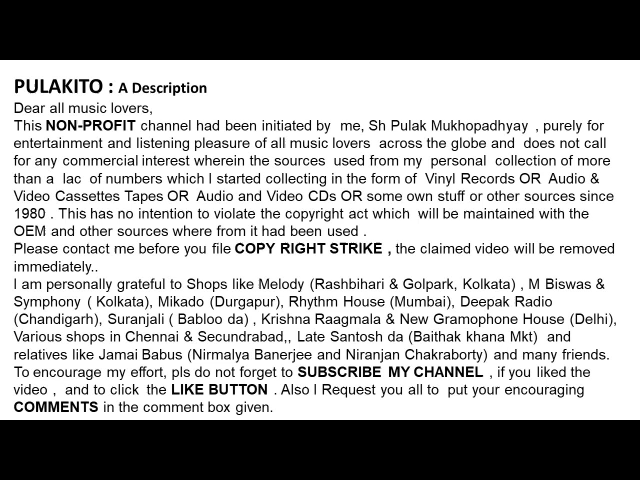 PULAKITO : A Description
Dear all music lovers,
This NON-PROFIT channel had been initiated by me, Sh Pulak Mukhopadhyay , purely for
entertainment and listening pleasure of all music lovers across the globe and does not call
for any commercial interest wherein the sources used from my personal collection of more
than a lac of numbers which I started collecting in the form of Vinyl Records OR Audio &
Video Cassettes Tapes OR Audio and Video CDs OR some own stuff or other sources since
1980 . This has no intention to violate the copyright act which will be maintained with the
OEM and other sources where from it had been used .
Please contact me before you file COPY RIGHT STRIKE , the claimed video will be removed
immediately..
I am personally grateful to Shops like Melody (Rashbihari & Golpark, Kolkata) , M Biswas &
Symphony ( Kolkata), Mikado (Durgapur), Rhythm House (Mumbai), Deepak Radio
(Chandigarh), Suranjali ( Babloo da) , Krishna Raagmala & New Gramophone House (Delhi),
Various shops in Chennai & Secundrabad,, Late Santosh da (Baithak khana Mkt) and
relatives like Jamai Babus (Nirmalya Banerjee and Niranjan Chakraborty) and many friends.
To encourage my effort, pls do not forget to SUBSCRIBE MY CHANNEL , if you liked the
video , and to click the LIKE BUTTON . Also I Request you all to put your encouraging
COMMENTS in the comment box given.